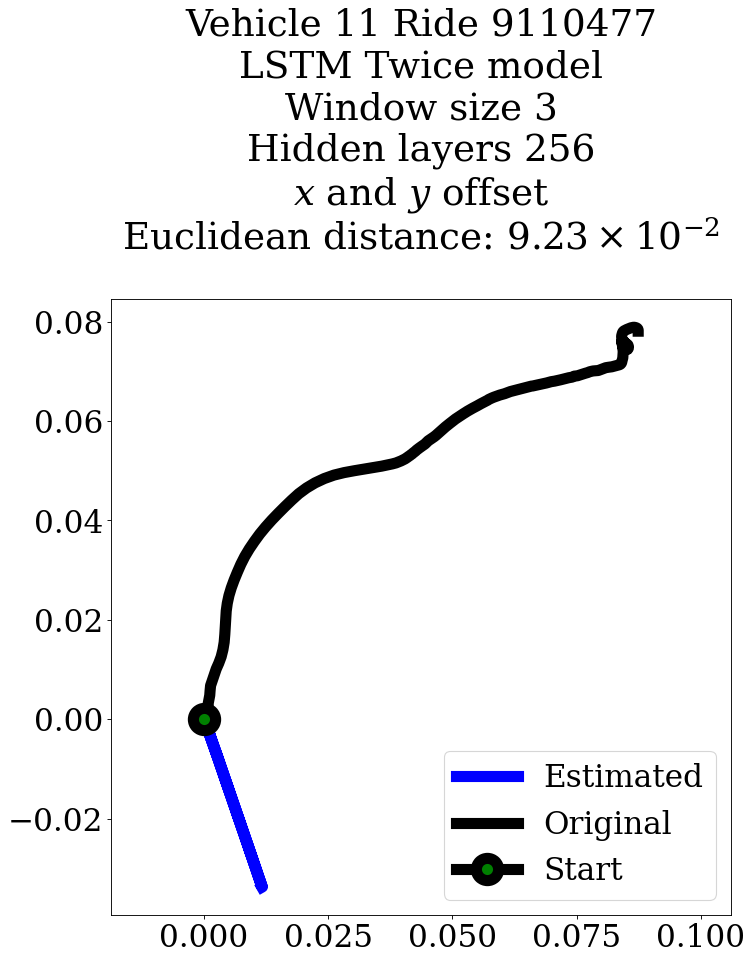 Vehicle 11 Ride 9110477
LSTM Twice model
Window size 3
Hidden layers 256
x and y offset
Euclidean distance: 9.23 × 10⁻²
0.08
0.06
0.04
0.02
0.00
−0.02
Estimated
Original
Start
0.000 0.025 0.050 0.075 0.100